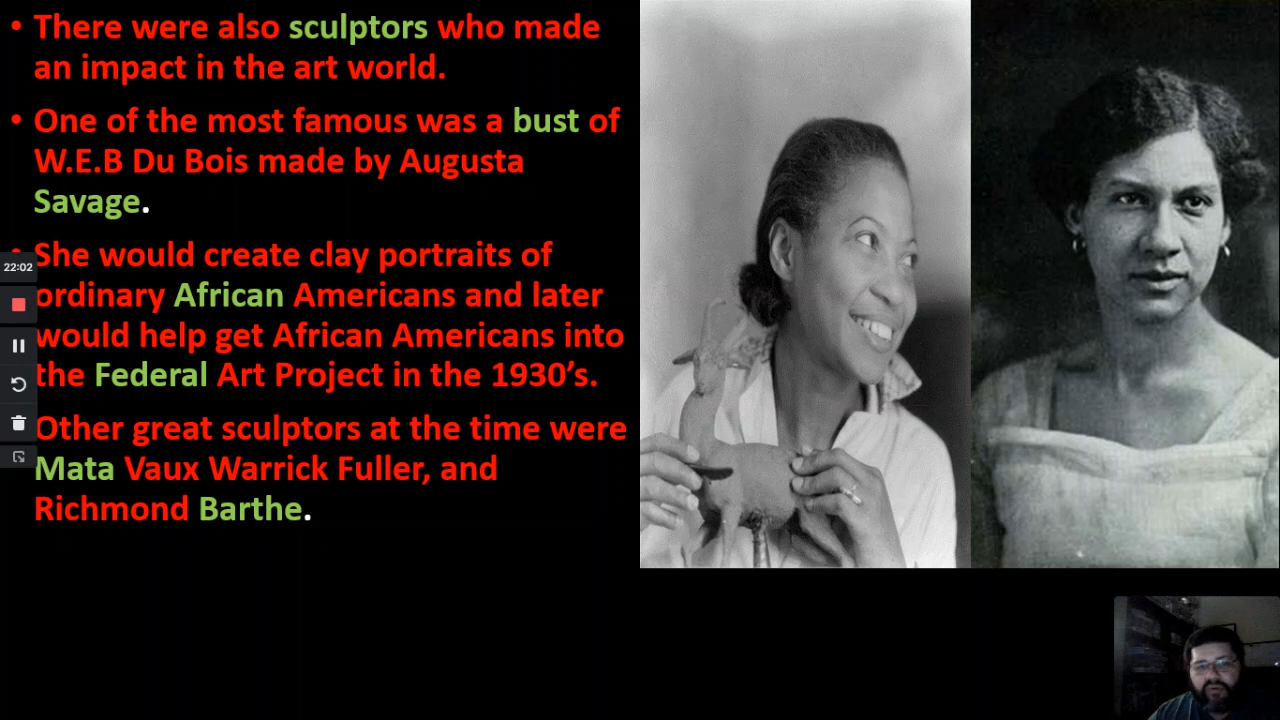 • There were also sculptors who made
an impact in the art world.
• One of the most famous was a bust of
W.E.B Du Bois made by Augusta
Savage.
• She would create clay portraits of
ordinary African Americans and later
would help get African Americans into
the Federal Art Project in the 1930’s.
Other great sculptors at the time were
Mata Vaux Warrick Fuller, and
Richmond Barthe.
22:02